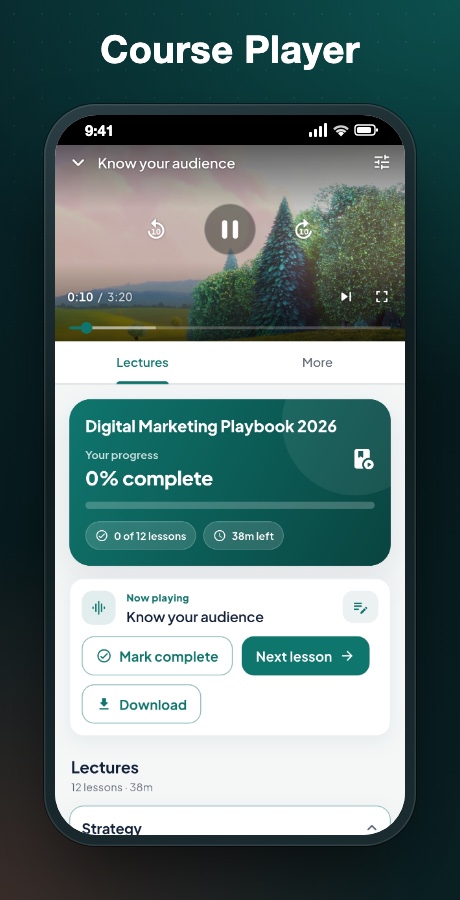 Course Player
9:41
Know your audience
10
10
0:10 / 3:20
Lectures
More
Digital Marketing Playbook 2026
Your progress
0% complete
0 of 12 lessons
38m left
Now playing
Know your audience
Mark complete
Next lesson
Download
Lectures
12 lessons · 38m
Strategy